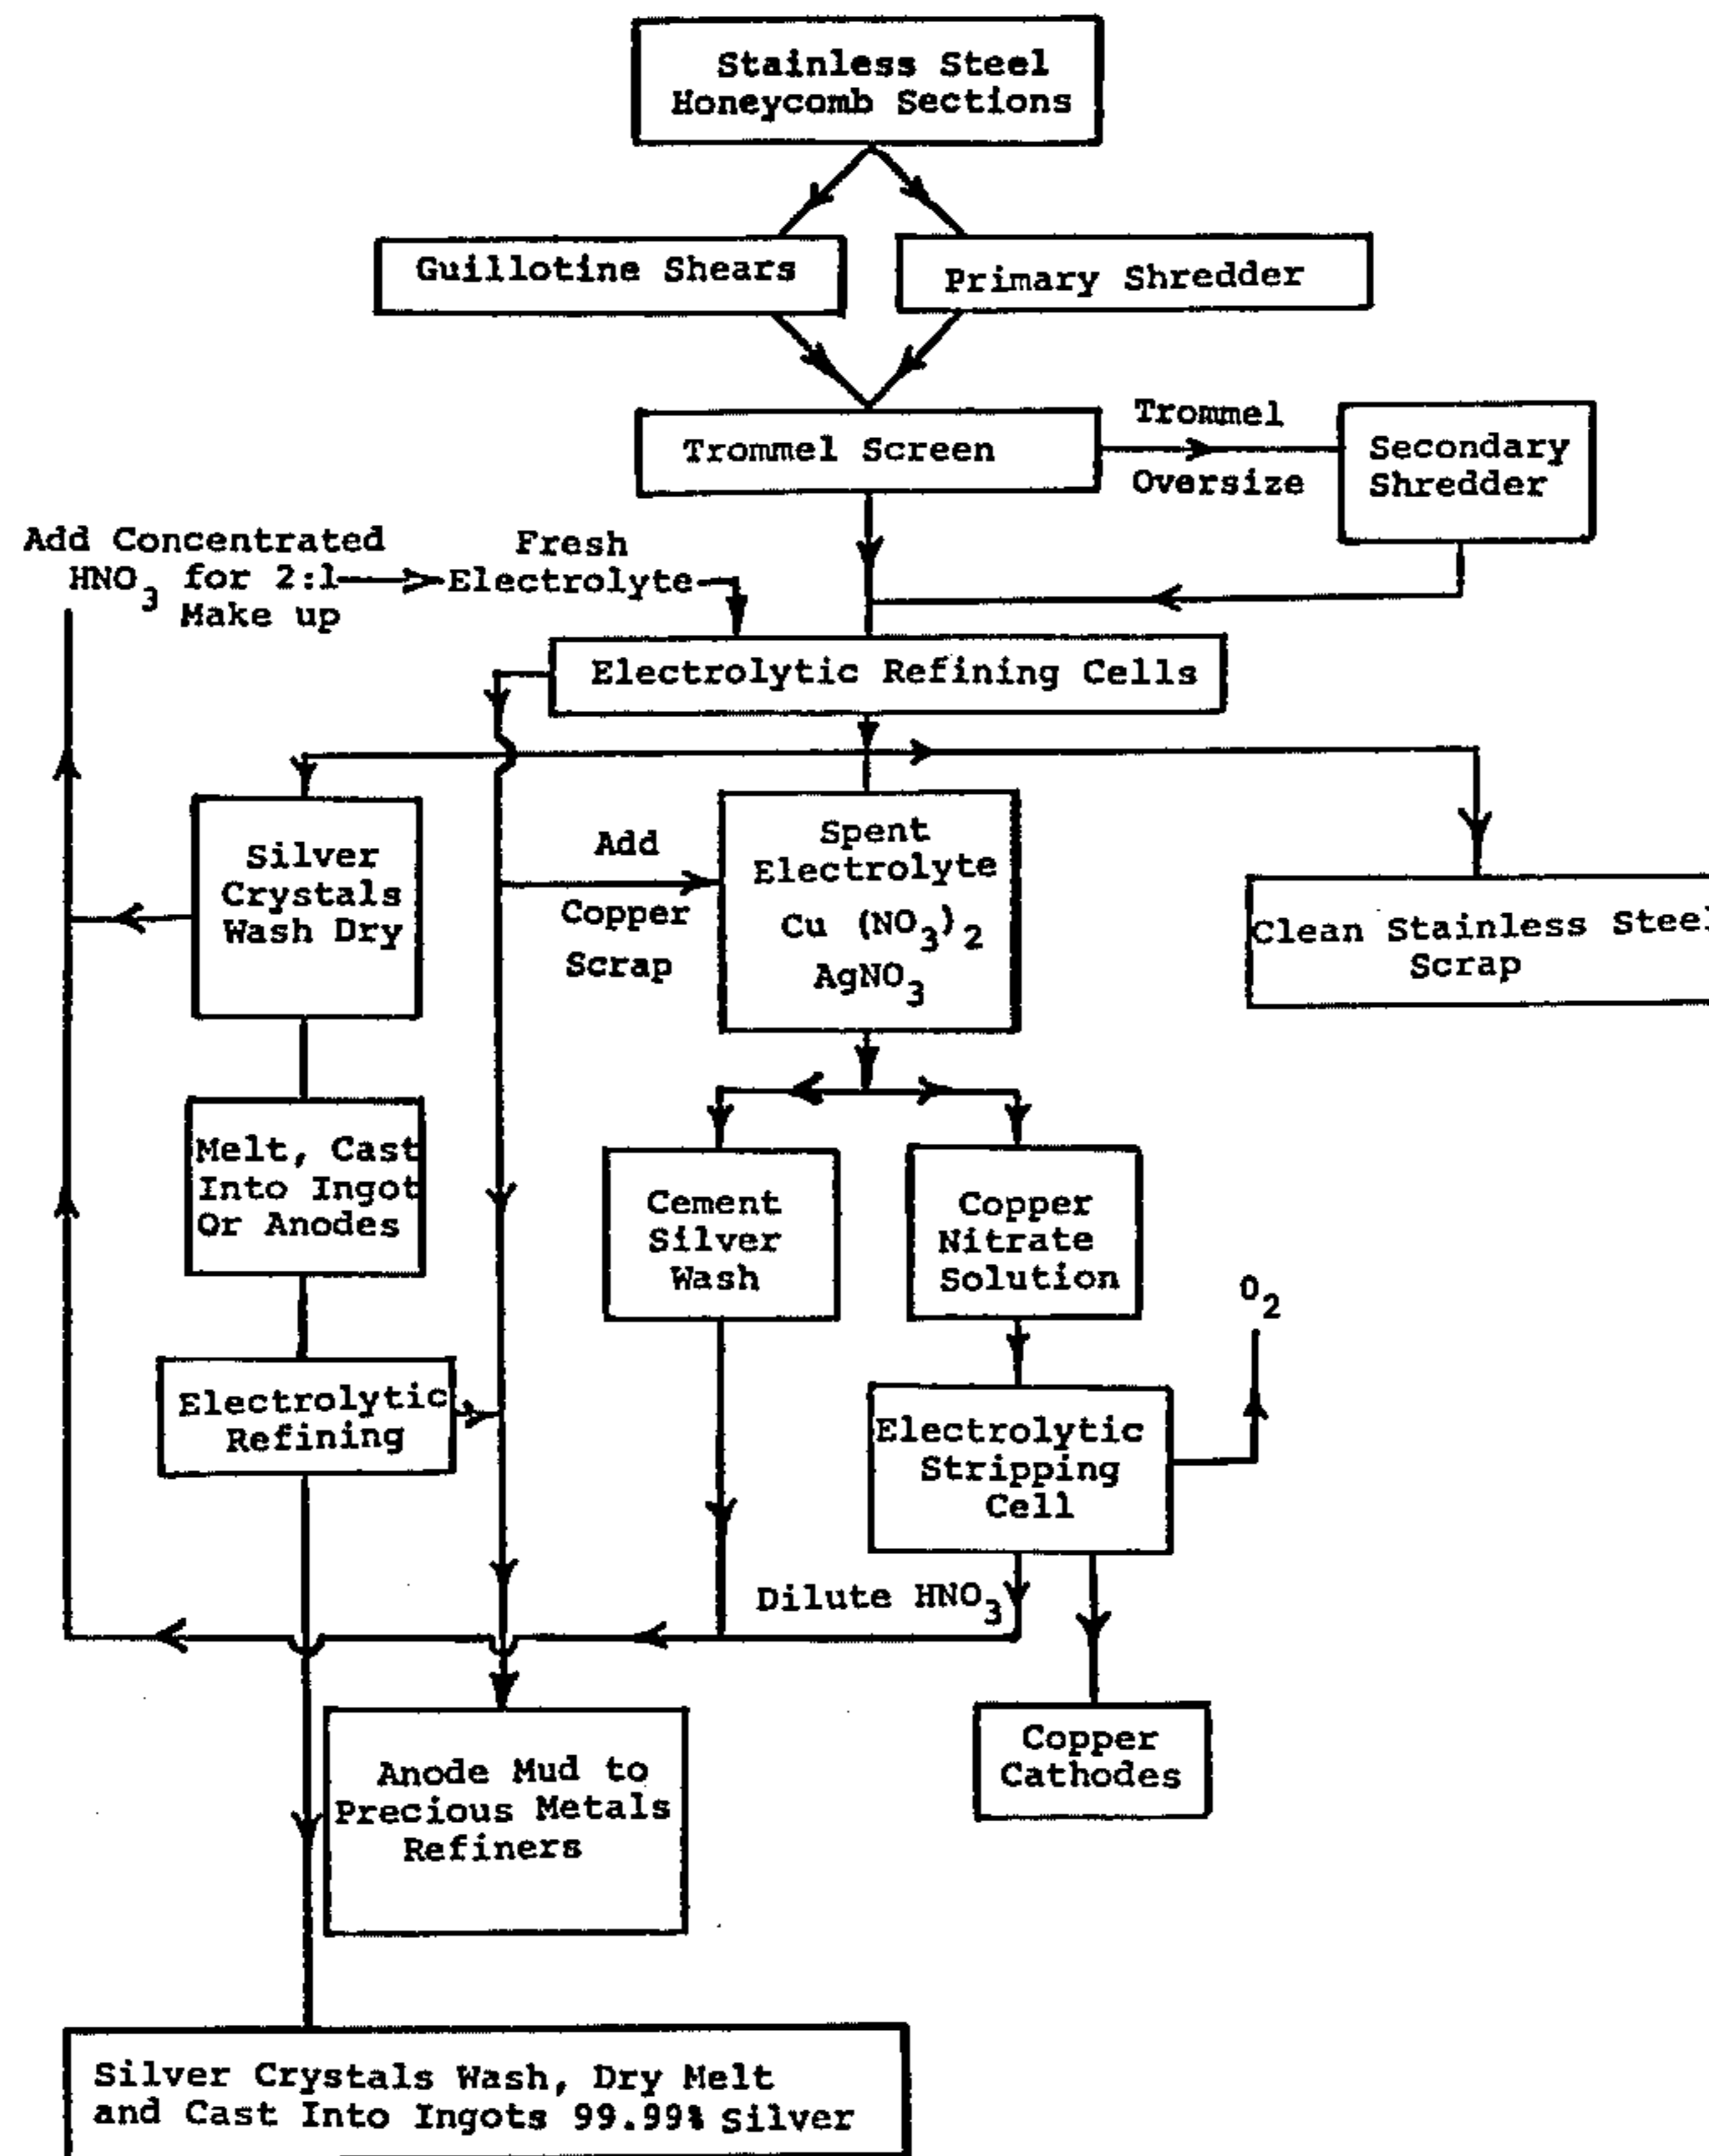 Stainless Steel
Honeycomb Sections
Guillotine Shears
Primary Shredder
Trommel Screen
Trommel
Oversize
Secondary
Shredder
Add Concentrated
HNO3 for 2:1
Make up
Fresh
Electrolyte
Electrolytic Refining Cells
Silver
Crystals
Wash Dry
Add
Copper
Scrap
Spent
Electrolyte
Cu (NO3)2
AgNO3
Clean Stainless Steel
Scrap
Melt, Cast
Into Ingot
Or Anodes
Cement
Silver
Wash
Copper
Nitrate
Solution
O2
Electrolytic
Refining
Electrolytic
Stripping
Cell
Dilute HNO3
Anode Mud to
Precious Metals
Refiners
Copper
Cathodes
Silver Crystals Wash, Dry Melt
and Cast Into Ingots 99.99% Silver